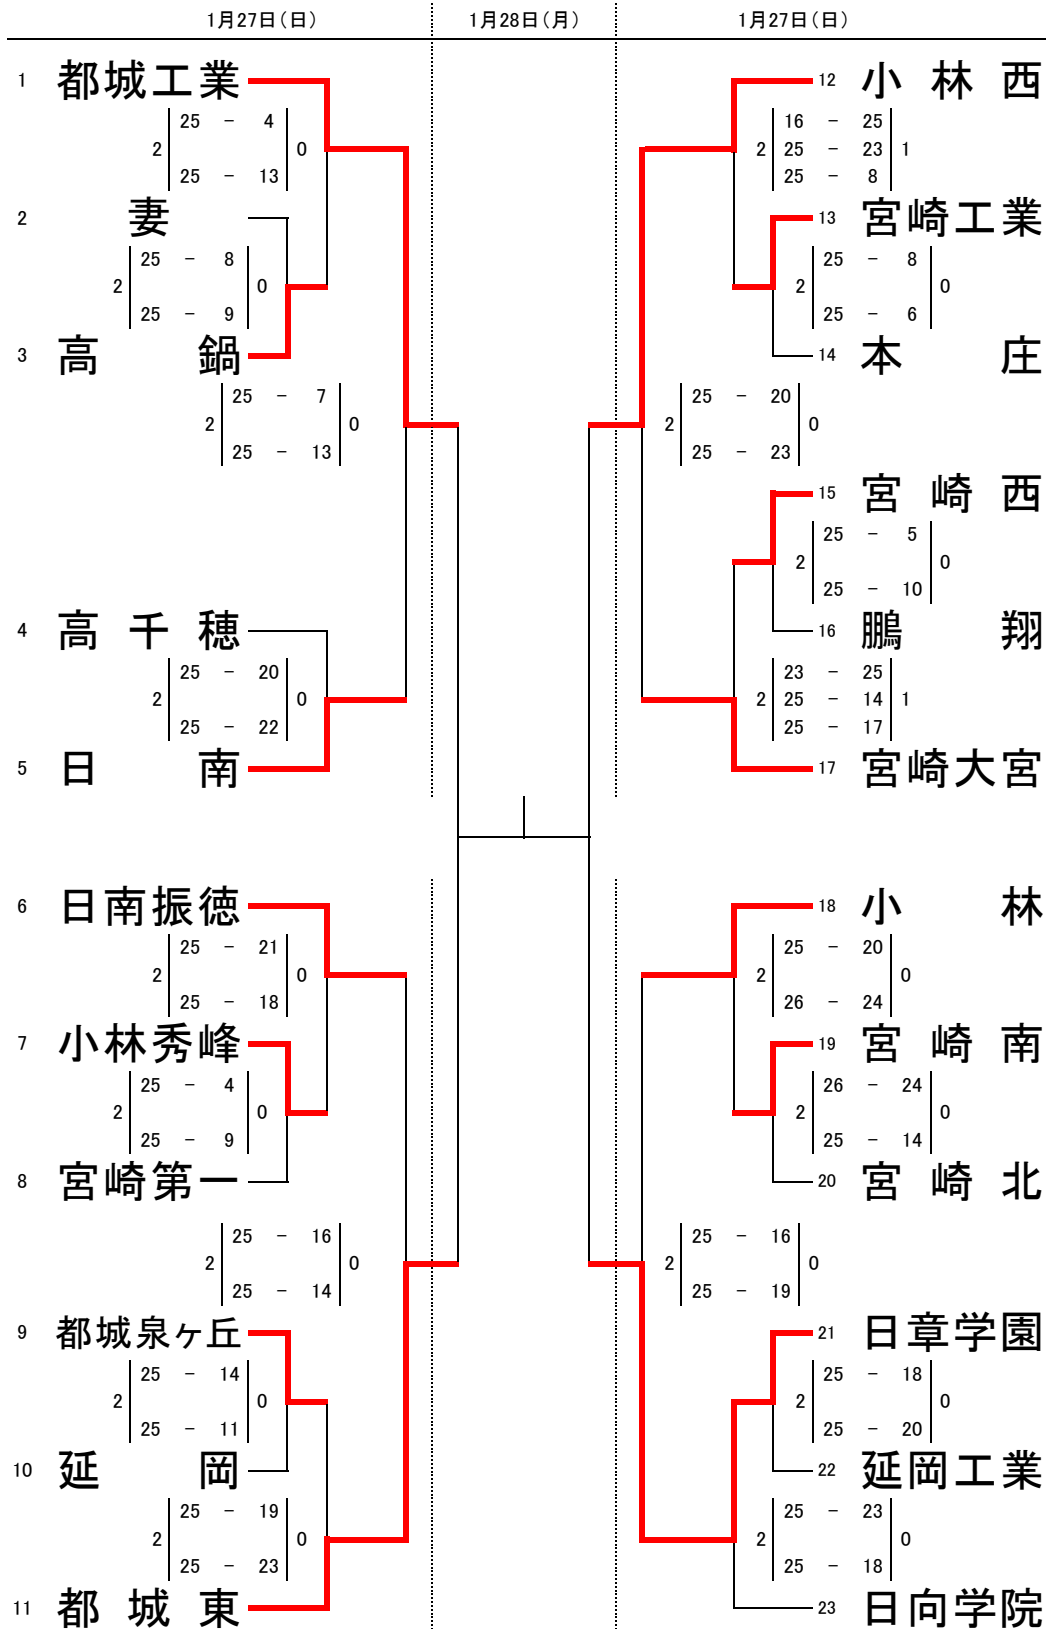 1月27日（日） 1月28日（月） 1月27日（日）
1 都城工業
25 － 4
2 0
25 － 13
2 妻
25 － 8
2 0
25 － 9
3 高鍋
25 － 7
2 0
25 － 13
4 高千穂
25 － 20
2 0
25 － 22
5 日南
6 日南振徳
25 － 21
2 0
25 － 18
7 小林秀峰
25 － 4
2 0
25 － 9
8 宮崎第一
25 － 16
2 0
25 － 14
9 都城泉ヶ丘
25 － 14
2 0
25 － 11
10 延岡
25 － 19
2 0
25 － 23
11 都城東
12 小林西
16 － 25
2 25 － 23 1
25 － 8
13 宮崎工業
25 － 8
2 0
25 － 6
14 本庄
25 － 20
2 0
25 － 23
15 宮崎西
25 － 5
2 0
25 － 10
16 鵬翔
23 － 25
2 25 － 14 1
25 － 17
17 宮崎大宮
18 小林
25 － 20
2 0
26 － 24
19 宮崎南
26 － 24
2 0
25 － 14
20 宮崎北
25 － 16
2 0
25 － 19
21 日章学園
25 － 18
2 0
25 － 20
22 延岡工業
25 － 23
2 0
25 － 18
23 日向学院